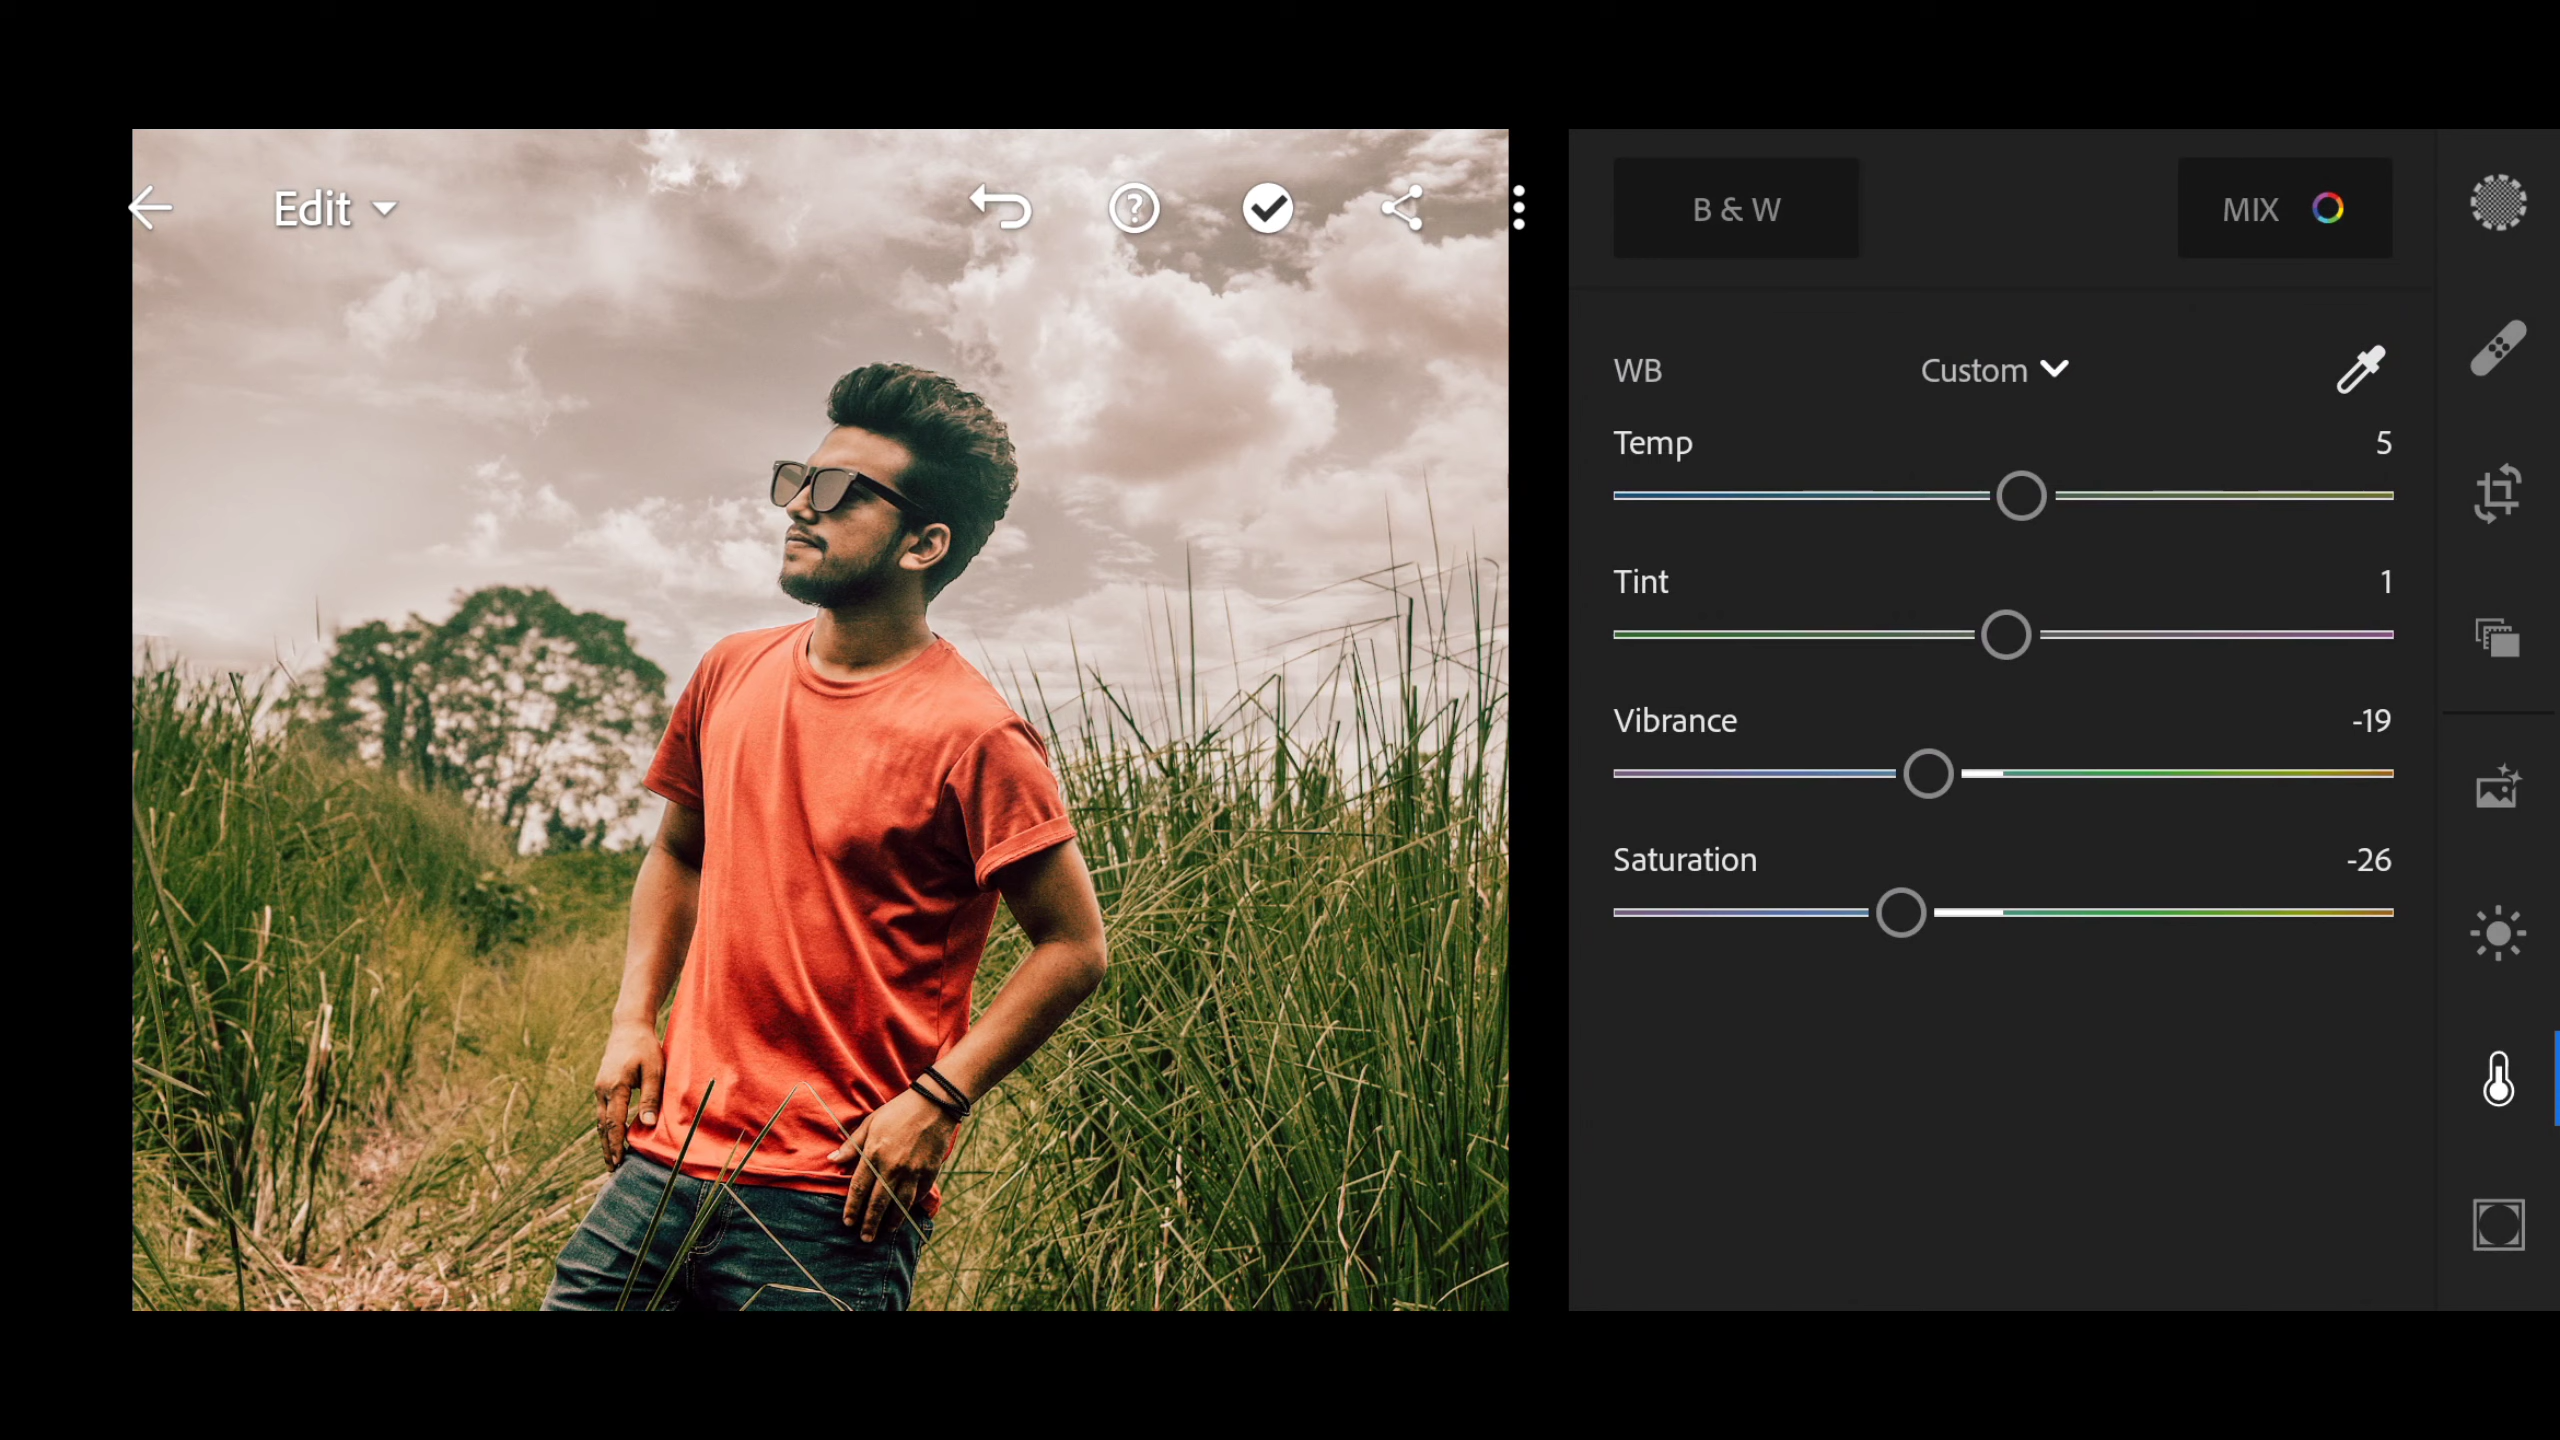 Edit
B & W
MIX
WB Custom
Temp 5
Tint 1
Vibrance -19
Saturation -26